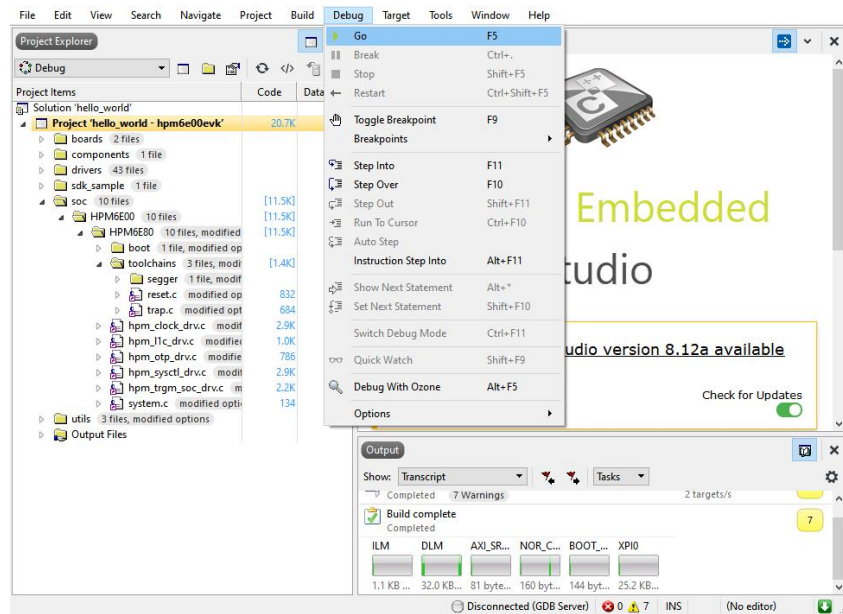 File Edit View Search Navigate Project Build Debug Target Tools Window Help
Project Explorer
Debug
Project Items Code Data
Solution 'hello_world'
Project 'hello_world - hpm6e00evk' 20.7K
boards 2 files
components 1 file
drivers 43 files
sdk_sample 1 file
soc 10 files [11.5K]
HPM6E00 10 files [11.5K]
HPM6E80 10 files, modified [11.5K]
boot 1 file, modified op
toolchains 3 files, modi [1.4K]
segger 1 file, modif
reset.c modified op 832
trap.c modified opt 684
hpm_clock_drv.c modif 2.9K
hpm_l1c_drv.c modified 1.0K
hpm_otp_drv.c modifie 786
hpm_sysctl_drv.c modif 2.9K
hpm_trgm_soc_drv.c m 2.2K
system.c modified opti 134
utils 3 files, modified options
Output Files
Go F5
Break Ctrl+.
Stop Shift+F5
Restart Ctrl+Shift+F5
Toggle Breakpoint F9
Breakpoints
Step Into F11
Step Over F10
Step Out Shift+F11
Run To Cursor Ctrl+F10
Auto Step
Instruction Step Into Alt+F11
Show Next Statement Alt+*
Set Next Statement Shift+F10
Switch Debug Mode Ctrl+F11
Quick Watch Shift+F9
Debug With Ozone Alt+F5
Options
C
Embedded
tudio
udio version 8.12a available
Check for Updates
Output
Show: Transcript Tasks
Completed 7 Warnings 2 targets/s
Build complete
Completed 7
ILM DLM AXI_SR... NOR_C... BOOT_... XPI0
1.1 KB ... 32.0 KB... 81 byte... 160 byt... 144 byt... 25.2 KB...
Disconnected (GDB Server) 0 7 INS (No editor)